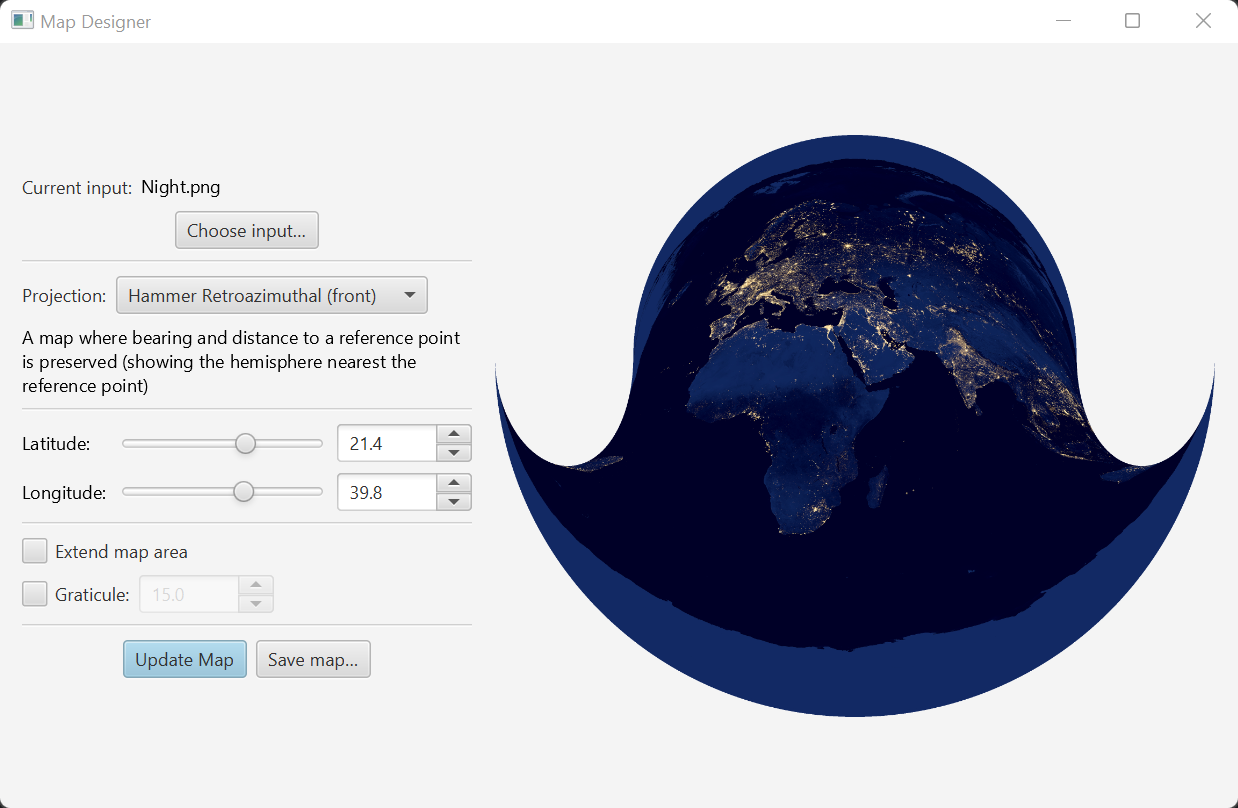 Map Designer
Current input: Night.png
Choose input...
Projection: Hammer Retroazimuthal (front)
A map where bearing and distance to a reference point
is preserved (showing the hemisphere nearest the
reference point)
Latitude: 21.4
Longitude: 39.8
Extend map area
Graticule: 15.0
Update Map Save map...